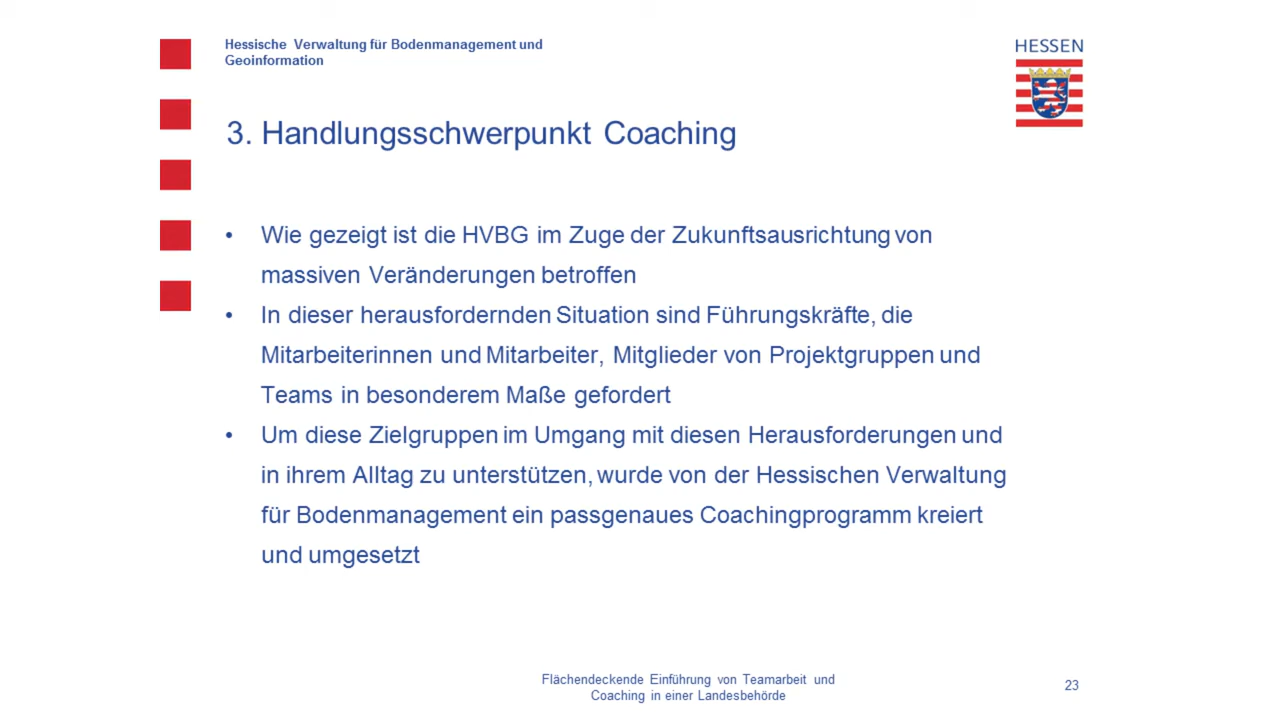 Hessische Verwaltung für Bodenmanagement und
Geoinformation
HESSEN
3. Handlungsschwerpunkt Coaching
• Wie gezeigt ist die HVBG im Zuge der Zukunftsausrichtung von
massiven Veränderungen betroffen
• In dieser herausfordernden Situation sind Führungskräfte, die
Mitarbeiterinnen und Mitarbeiter, Mitglieder von Projektgruppen und
Teams in besonderem Maße gefordert
• Um diese Zielgruppen im Umgang mit diesen Herausforderungen und
in ihrem Alltag zu unterstützen, wurde von der Hessischen Verwaltung
für Bodenmanagement ein passgenaues Coachingprogramm kreiert
und umgesetzt
Flächendeckende Einführung von Teamarbeit und
Coaching in einer Landesbehörde
23